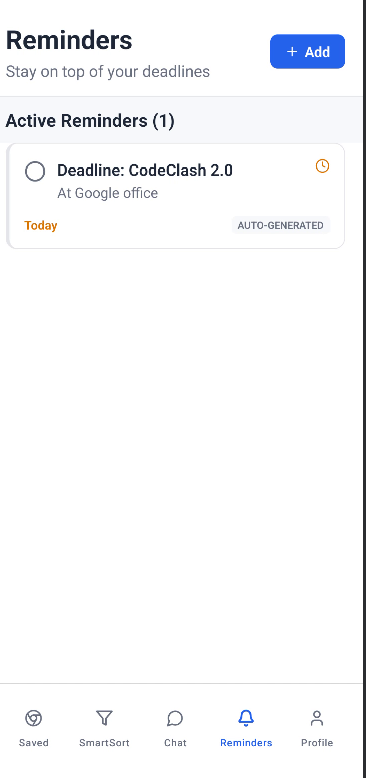 Reminders
+ Add
Stay on top of your deadlines
Active Reminders (1)
Deadline: CodeClash 2.0
At Google office
Today
AUTO-GENERATED
Saved
SmartSort
Chat
Reminders
Profile